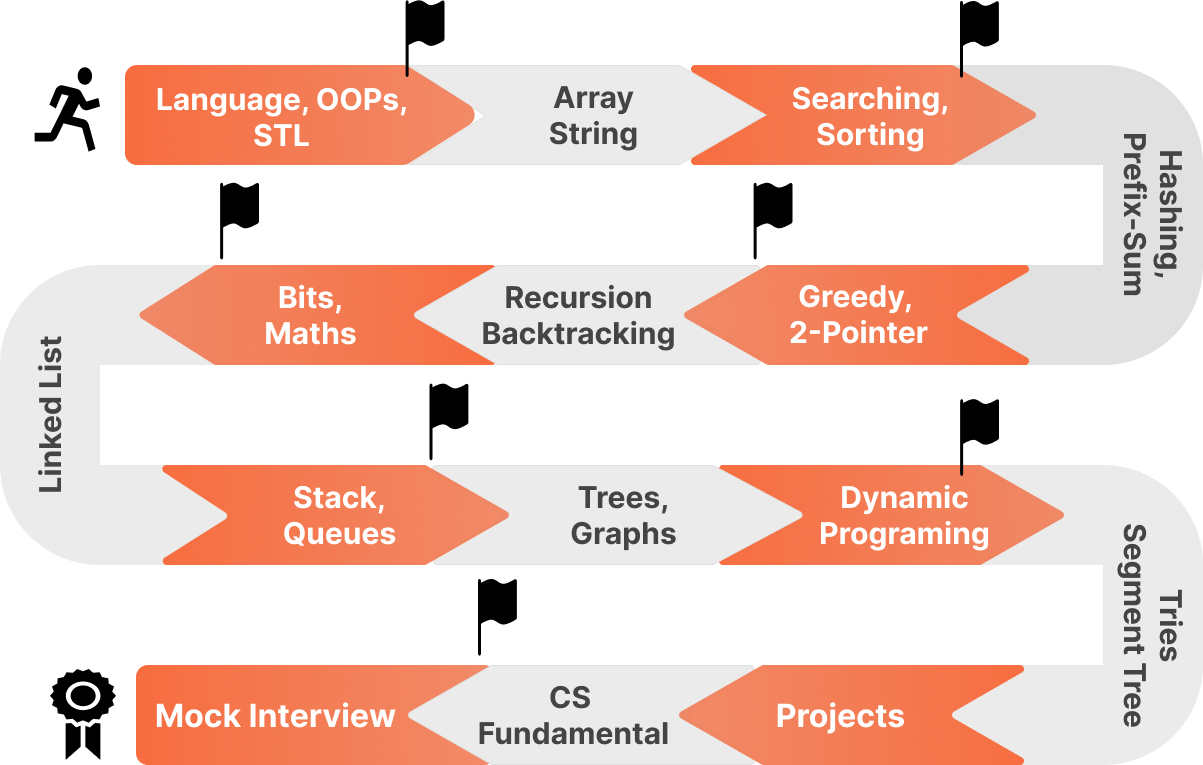 Language, OOPs,
STL
Array
String
Searching,
Sorting
Hashing,
Prefix-Sum
Greedy,
2-Pointer
Recursion
Backtracking
Bits,
Maths
Linked List
Stack,
Queues
Trees,
Graphs
Dynamic
Programing
Tries
Segment Tree
Projects
CS
Fundamental
Mock Interview